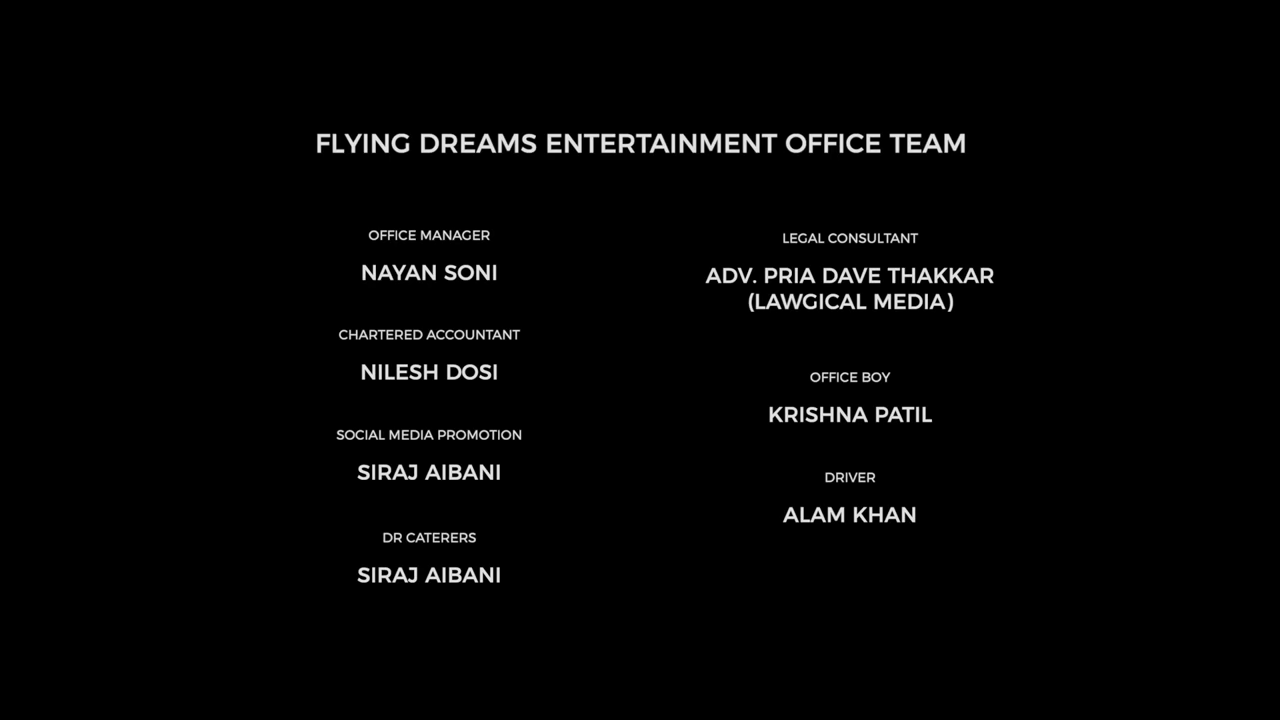 FLYING DREAMS ENTERTAINMENT OFFICE TEAM
OFFICE MANAGER
NAYAN SONI
CHARTERED ACCOUNTANT
NILESH DOSI
SOCIAL MEDIA PROMOTION
SIRAJ AIBANI
DR CATERERS
SIRAJ AIBANI
LEGAL CONSULTANT
ADV. PRIA DAVE THAKKAR
(LAWGICAL MEDIA)
OFFICE BOY
KRISHNA PATIL
DRIVER
ALAM KHAN